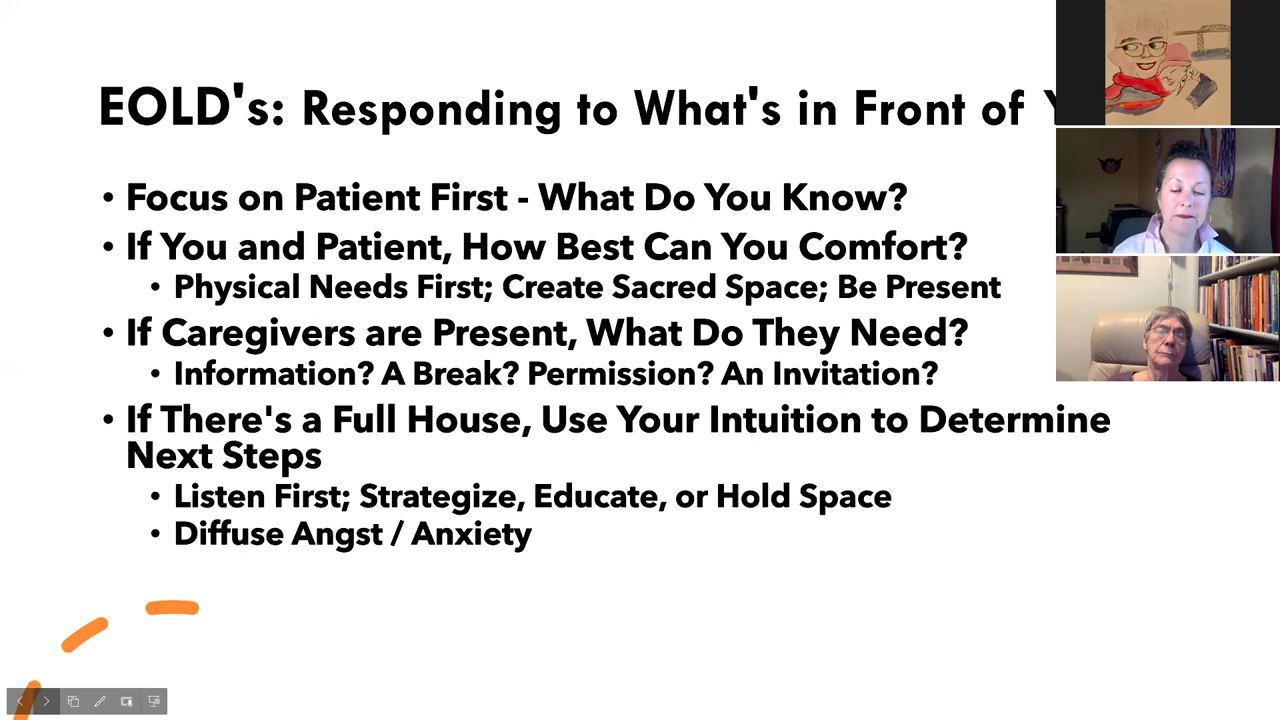 EOLD's: Responding to What's in Front of
• Focus on Patient First - What Do You Know?
• If You and Patient, How Best Can You Comfort?
• Physical Needs First; Create Sacred Space; Be Present
• If Caregivers are Present, What Do They Need?
• Information? A Break? Permission? An Invitation?
• If There's a Full House, Use Your Intuition to Determine
Next Steps
• Listen First; Strategize, Educate, or Hold Space
• Diffuse Angst / Anxiety